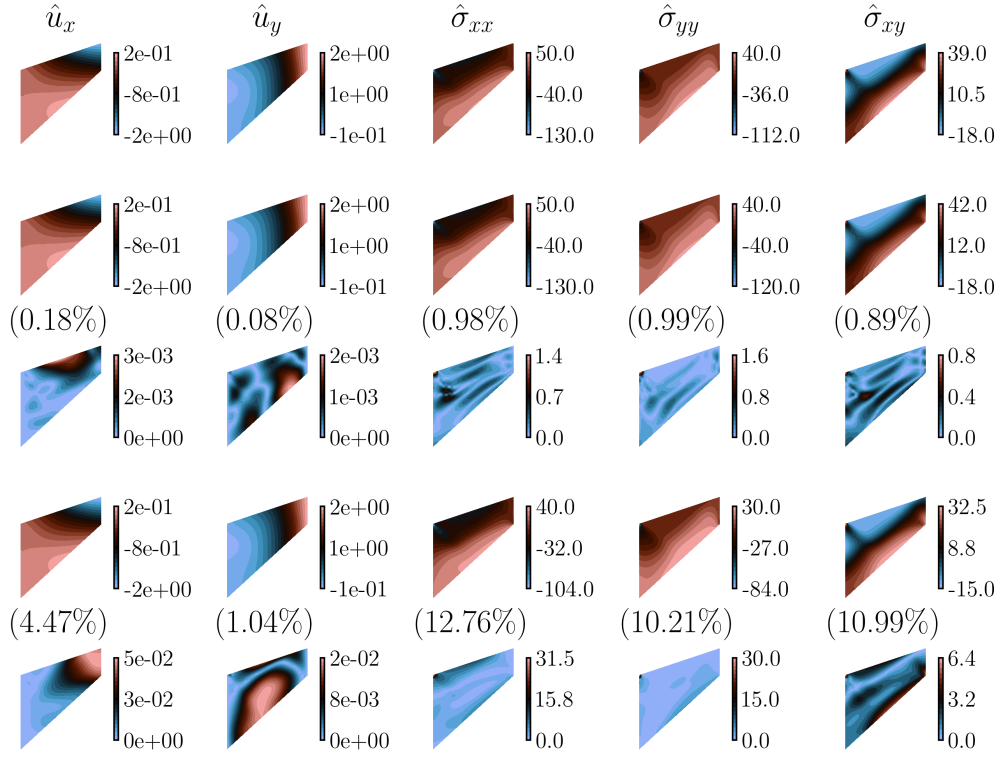 û_x û_y σ̂_xx σ̂_yy σ̂_xy
2e-01 2e+00 50.0 40.0 39.0
-8e-01 1e+00 -40.0 -36.0 10.5
-2e+00 -1e-01 -130.0 -112.0 -18.0
2e-01 2e+00 50.0 40.0 42.0
-8e-01 1e+00 -40.0 -40.0 12.0
-2e+00 -1e-01 -130.0 -120.0 -18.0
(0.18%) (0.08%) (0.98%) (0.99%) (0.89%)
3e-03 2e-03 1.4 1.6 0.8
2e-03 1e-03 0.7 0.8 0.4
0e+00 0e+00 0.0 0.0 0.0
2e-01 2e+00 40.0 30.0 32.5
-8e-01 1e+00 -32.0 -27.0 8.8
-2e+00 -1e-01 -104.0 -84.0 -15.0
(4.47%) (1.04%) (12.76%) (10.21%) (10.99%)
5e-02 2e-02 31.5 30.0 6.4
3e-02 8e-03 15.8 15.0 3.2
0e+00 0e+00 0.0 0.0 0.0